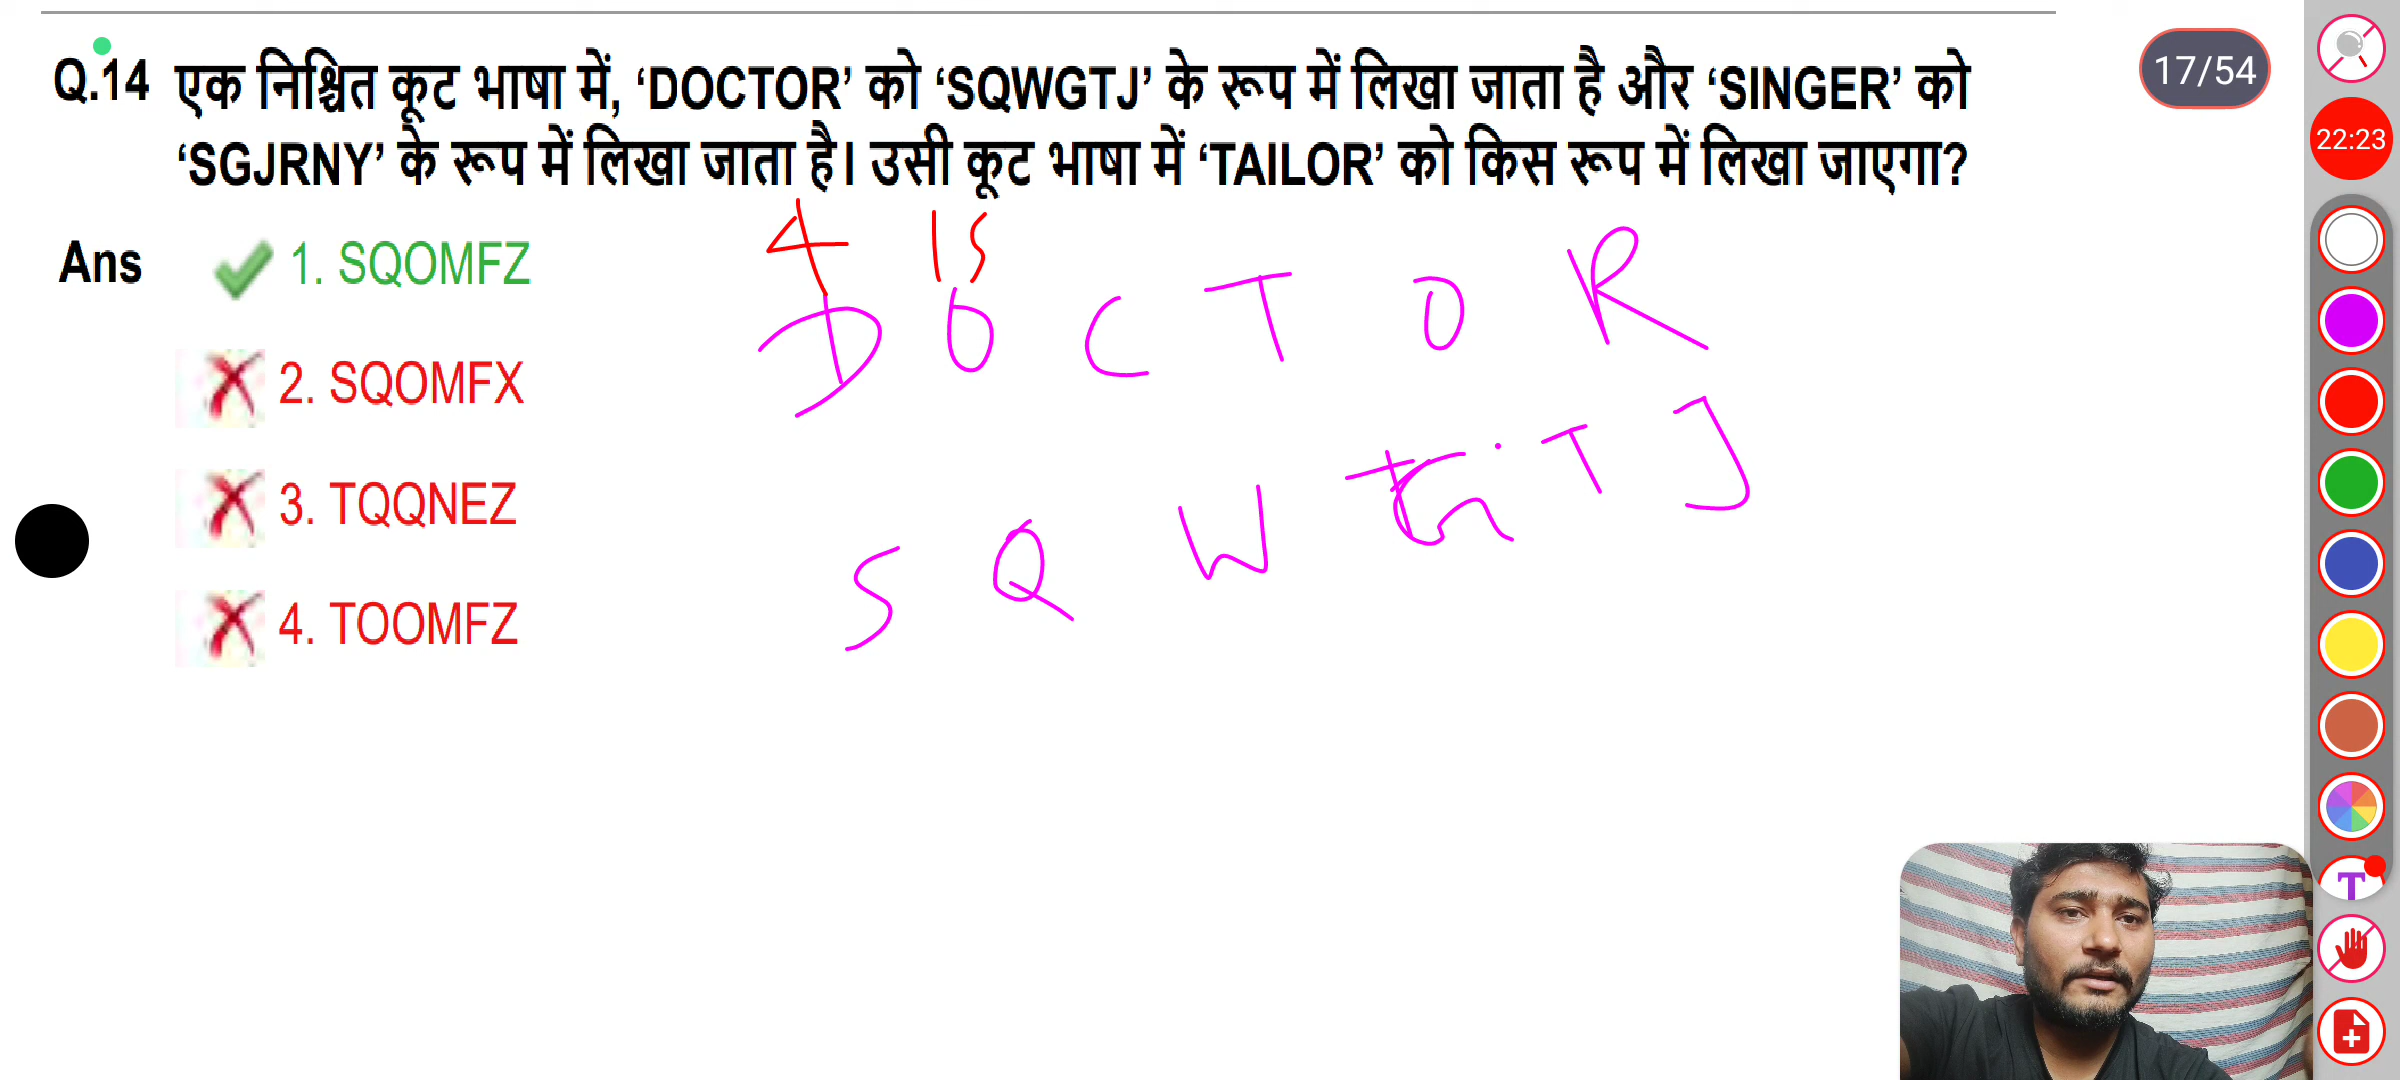 Q.14 एक निश्चित कूट भाषा में, ‘DOCTOR’ को ‘SQWGTJ’ के रूप में लिखा जाता है और ‘SINGER’ को
‘SGJRNY’ के रूप में लिखा जाता है। उसी कूट भाषा में ‘TAILOR’ को किस रूप में लिखा जाएगा?
17/54
22:23
Ans 1. SQOMFZ
2. SQOMFX
3. TQQNEZ
4. TOOMFZ
4 15
D O C T O R
S Q W G T J
T